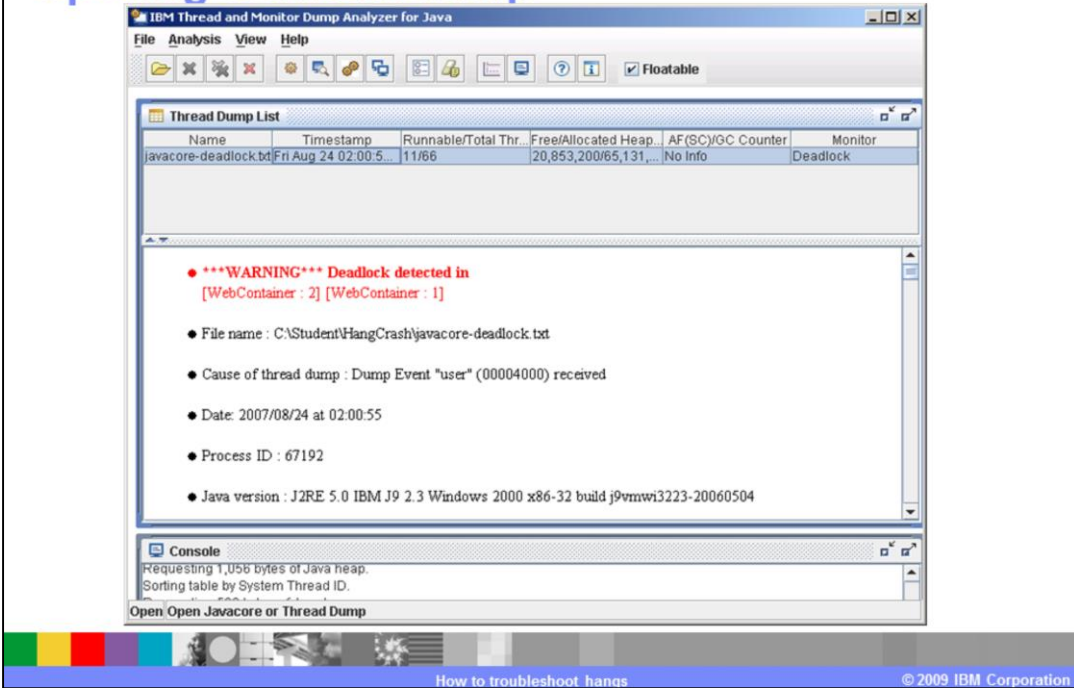 IBM Thread and Monitor Dump Analyzer for Java
File Analysis View Help
Floatable
Thread Dump List
Name Timestamp Runnable/Total Thr... Free/Allocated Heap... AF(SC)/GC Counter Monitor
javacore-deadlock.txt Fri Aug 24 02:00:5... 11/66 20,853,200/65,131,... No Info Deadlock
● ***WARNING*** Deadlock detected in
[WebContainer : 2] [WebContainer : 1]
● File name : C:\Student\HangCrash\javacore-deadlock.txt
● Cause of thread dump : Dump Event "user" (00004000) received
● Date: 2007/08/24 at 02:00:55
● Process ID : 67192
● Java version : J2RE 5.0 IBM J9 2.3 Windows 2000 x86-32 build j9vmwi3223-20060504
Console
Requesting 1,056 bytes of Java heap.
Sorting table by System Thread ID.
Open Open Javacore or Thread Dump
How to troubleshoot hangs
© 2009 IBM Corporation